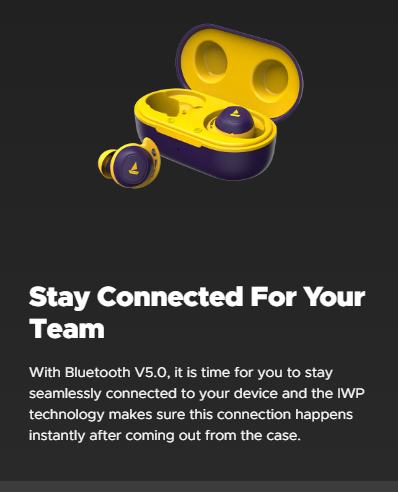 Stay Connected For Your
Team
With Bluetooth V5.0, it is time for you to stay
seamlessly connected to your device and the IWP
technology makes sure this connection happens
instantly after coming out from the case.